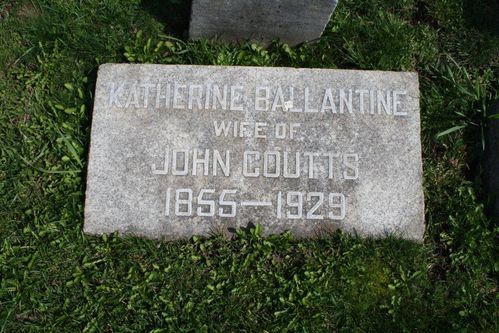 KATHERINE BALLANTINE
WIFE OF
JOHN COUTTS
1855—1929